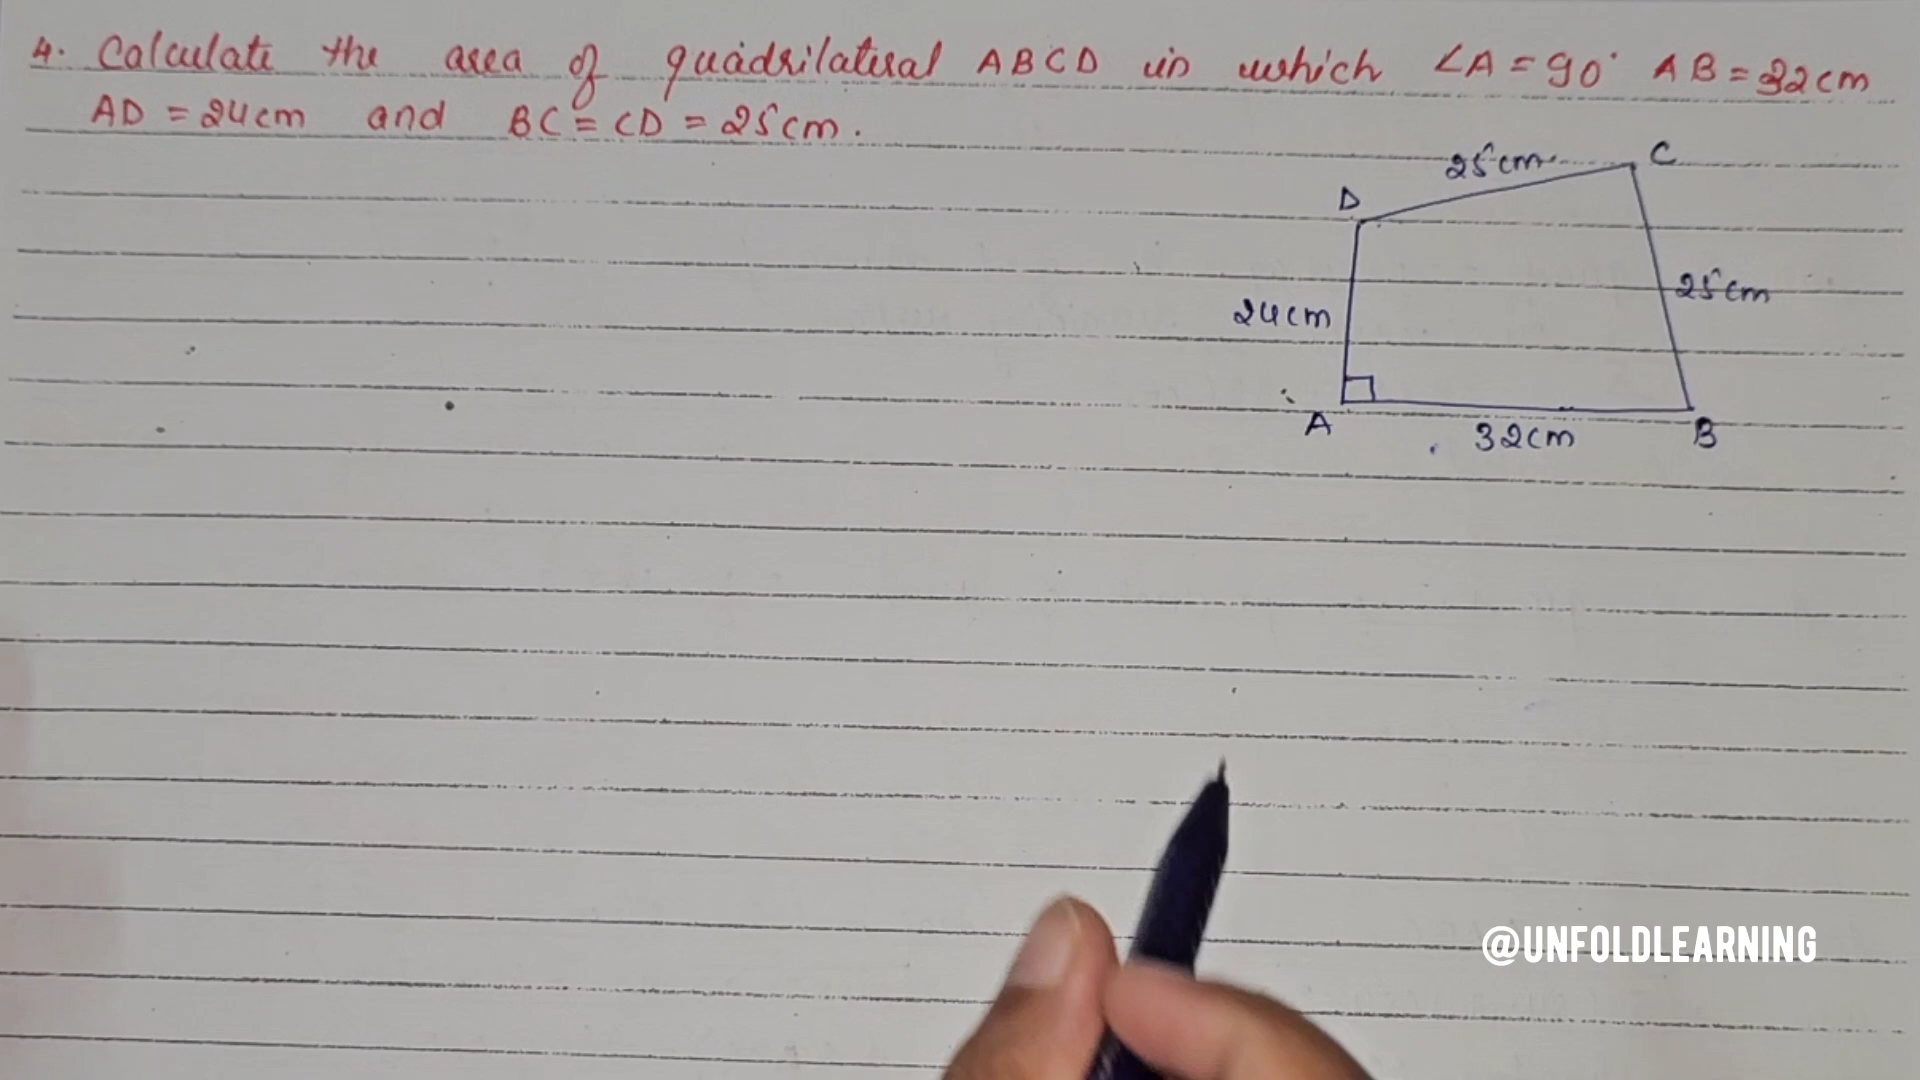 4. Calculate the area of quadrilateral ABCD in which ∠A = 90° AB = 32cm
AD = 24cm and BC = CD = 25cm.
25cm C
D
25cm
24cm
A
32cm B
@UNFOLDLEARNING